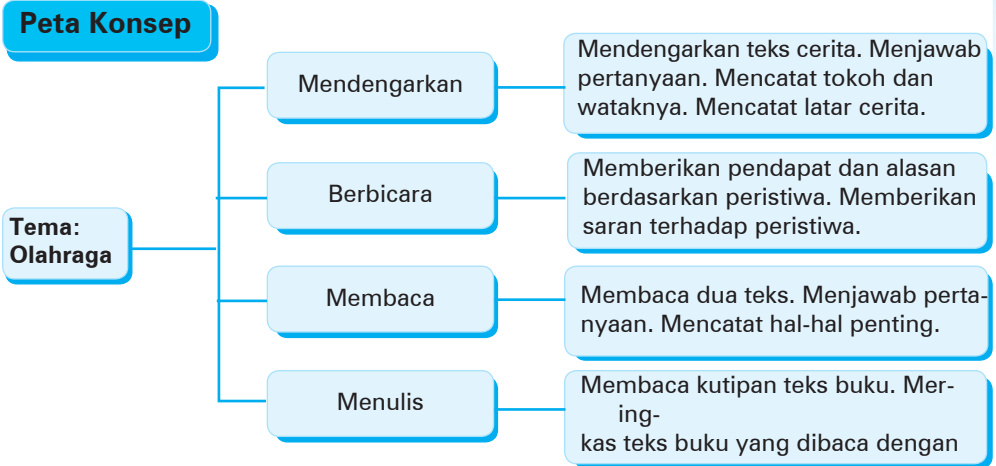 Peta Konsep
Mendengarkan
Mendengarkan teks cerita. Menjawab
pertanyaan. Mencatat tokoh dan
wataknya. Mencatat latar cerita.
Berbicara
Memberikan pendapat dan alasan
berdasarkan peristiwa. Memberikan
saran terhadap peristiwa.
Tema:
Olahraga
Membaca
Membaca dua teks. Menjawab perta-
nyaan. Mencatat hal-hal penting.
Menulis
Membaca kutipan teks buku. Mer-
ing-
kas teks buku yang dibaca dengan